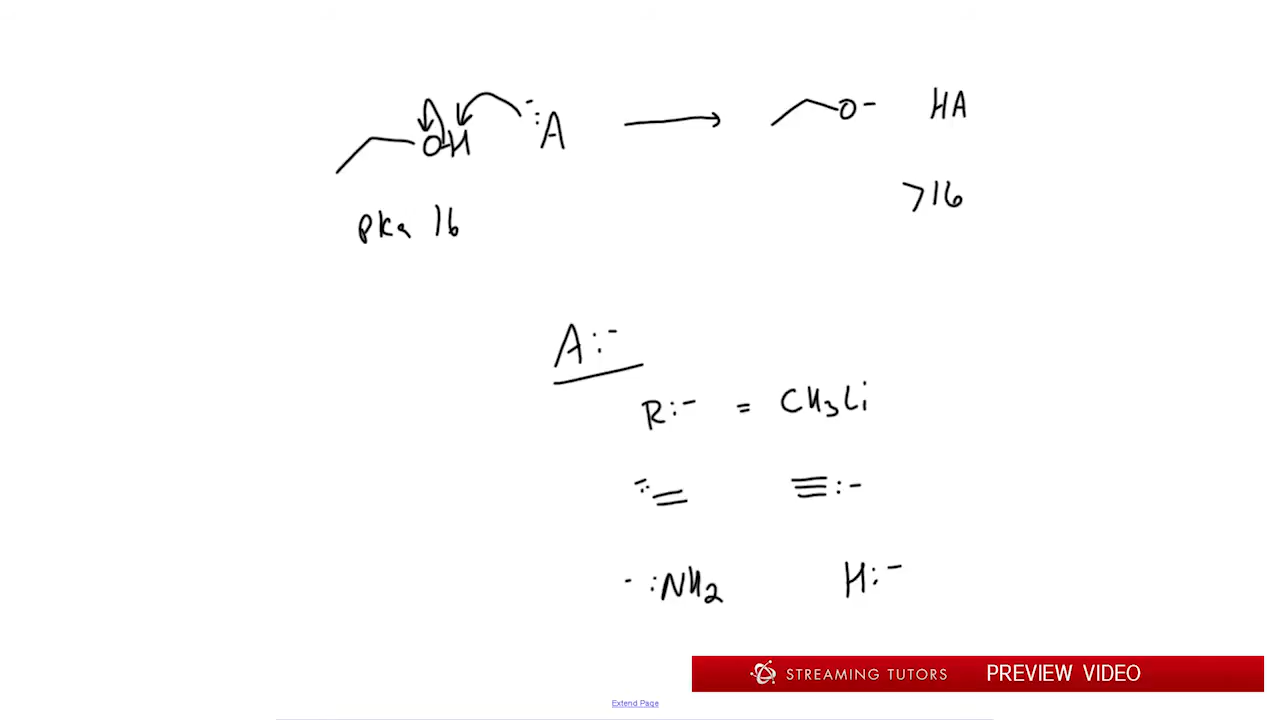 OH :A⁻ → O⁻ HA
pka 16 >16
A:⁻
R:⁻ = CH₃Li
⁻:= ≡:⁻
⁻:NH₂ H:⁻
STREAMING TUTORS PREVIEW VIDEO
Extend Page